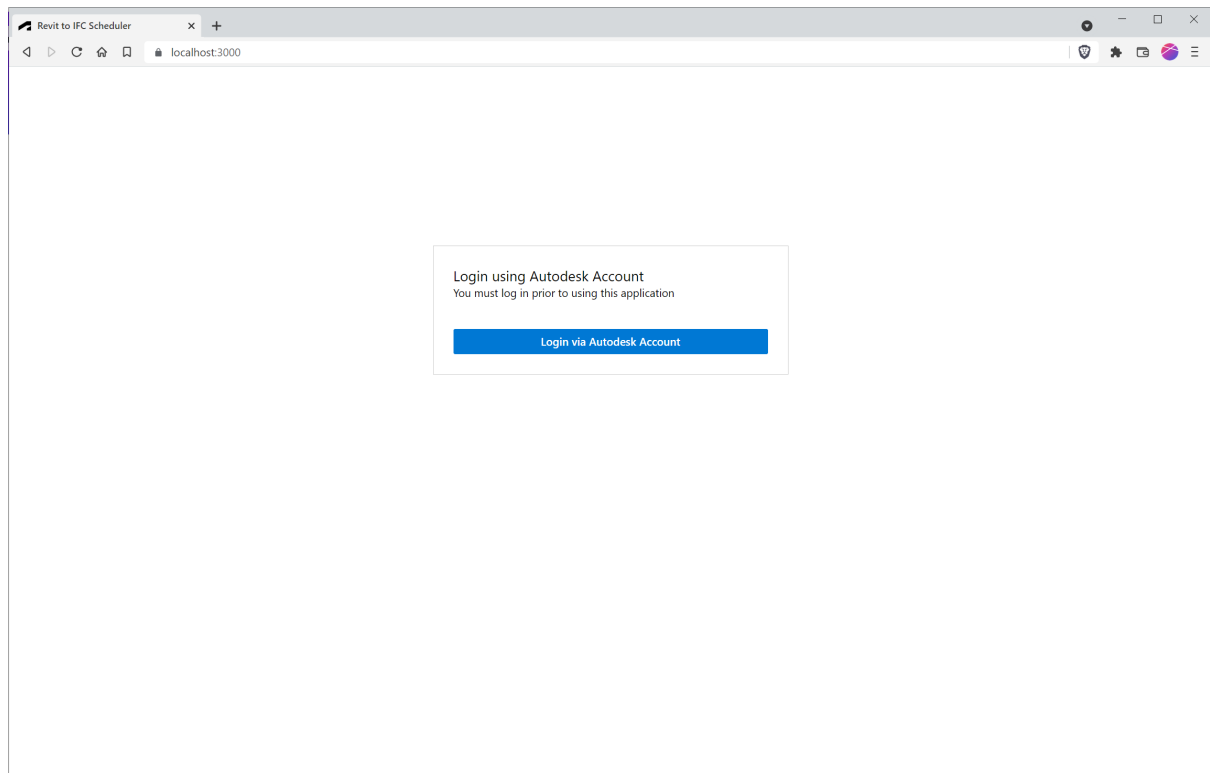 Revit to IFC Scheduler
localhost:3000
Login using Autodesk Account
You must log in prior to using this application
Login via Autodesk Account